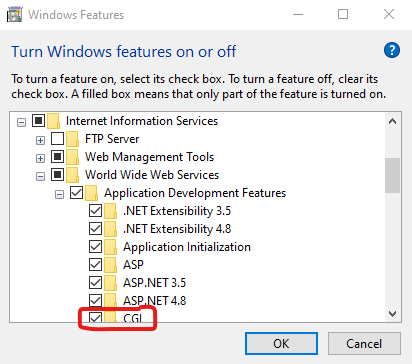 Windows Features
Turn Windows features on or off
?
To turn a feature on, select its check box. To turn a feature off, clear its
check box. A filled box means that only part of the feature is turned on.
Internet Information Services
FTP Server
Web Management Tools
World Wide Web Services
Application Development Features
.NET Extensibility 3.5
.NET Extensibility 4.8
Application Initialization
ASP
ASP.NET 3.5
ASP.NET 4.8
CGI
OK
Cancel